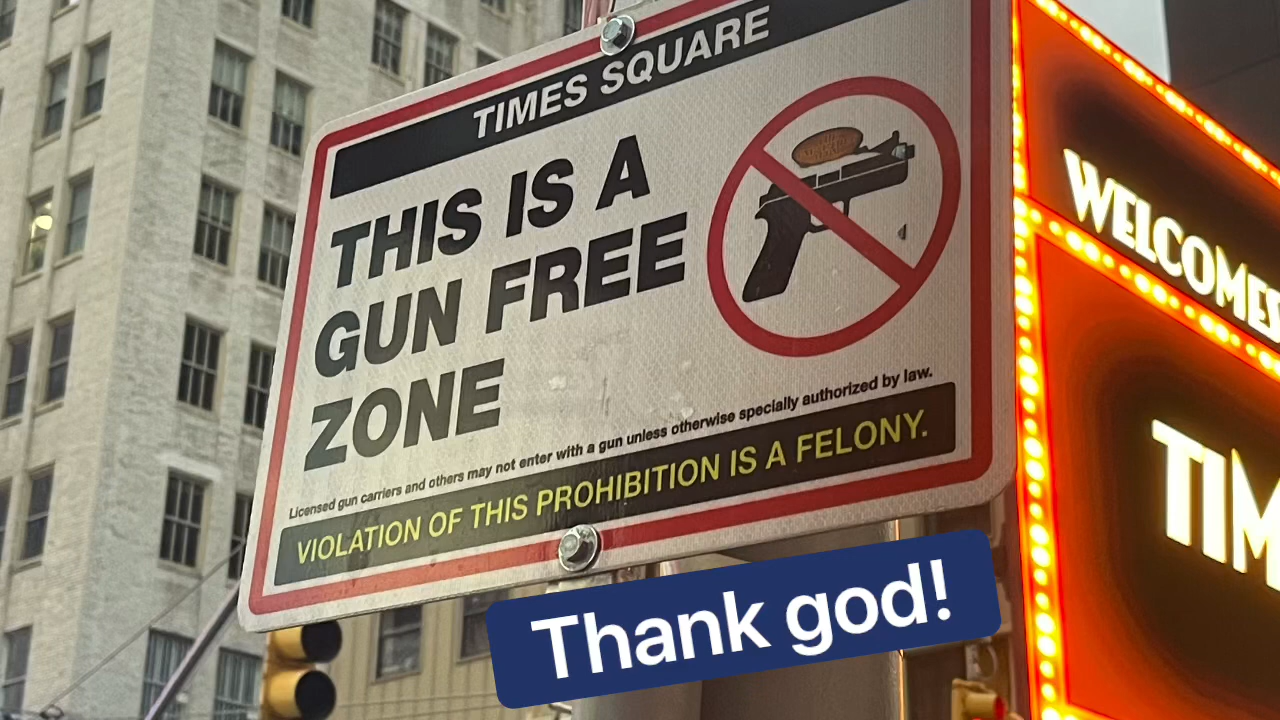 TIMES SQUARE
THIS IS A
GUN FREE
ZONE
Licensed gun carriers and others may not enter with a gun unless otherwise specially authorized by law.
VIOLATION OF THIS PROHIBITION IS A FELONY.
WELCOMES
TIM
Thank god!